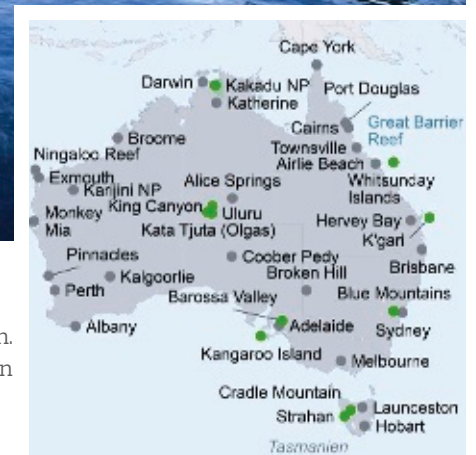 Cape York
Darwin Kakadu NP Port Douglas
Katherine
Cairns Great Barrier
Reef
Broome Townsville
Ningaloo Reef Airlie Beach
Exmouth Alice Springs Whitsunday
Islands
Karijini NP
King Canyon
Monkey
Mia
Uluru
Hervey Bay
Kata Tjuta (Olgas)
K'gari
Pinnacles
Coober Pedy
Brisbane
Kalgoorlie
Broken Hill
Perth
Barossa Valley
Blue Mountains
Albany
Adelaide
Sydney
n.
n
Kangaroo Island
Melbourne
Cradle Mountain
Launceston
Strahan
Hobart
Tasmanien